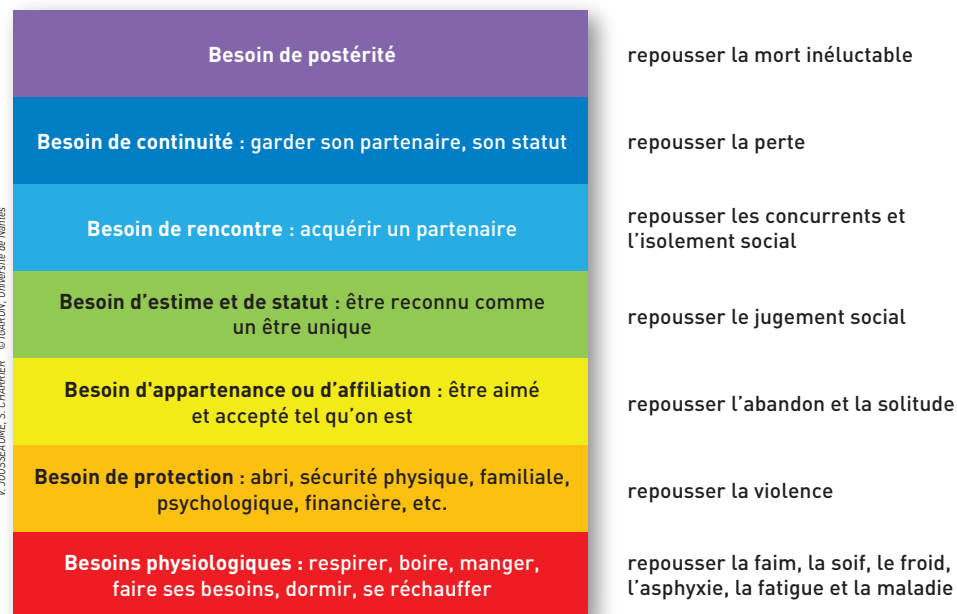 Besoin de postérité
repousser la mort inéluctable
Besoin de continuité : garder son partenaire, son statut
repousser la perte
Besoin de rencontre : acquérir un partenaire
repousser les concurrents et
l'isolement social
Besoin d’estime et de statut : être reconnu comme
un être unique
repousser le jugement social
Besoin d'appartenance ou d’affiliation : être aimé
et accepté tel qu’on est
repousser l’abandon et la solitude
Besoin de protection : abri, sécurité physique, familiale,
psychologique, financière, etc.
repousser la violence
Besoins physiologiques : respirer, boire, manger,
faire ses besoins, dormir, se réchauffer
repousser la faim, la soif, le froid,
l’asphyxie, la fatigue et la maladie
V. JOUSSEAUME, S. CHARRIER © IGARUN, Université de Nantes